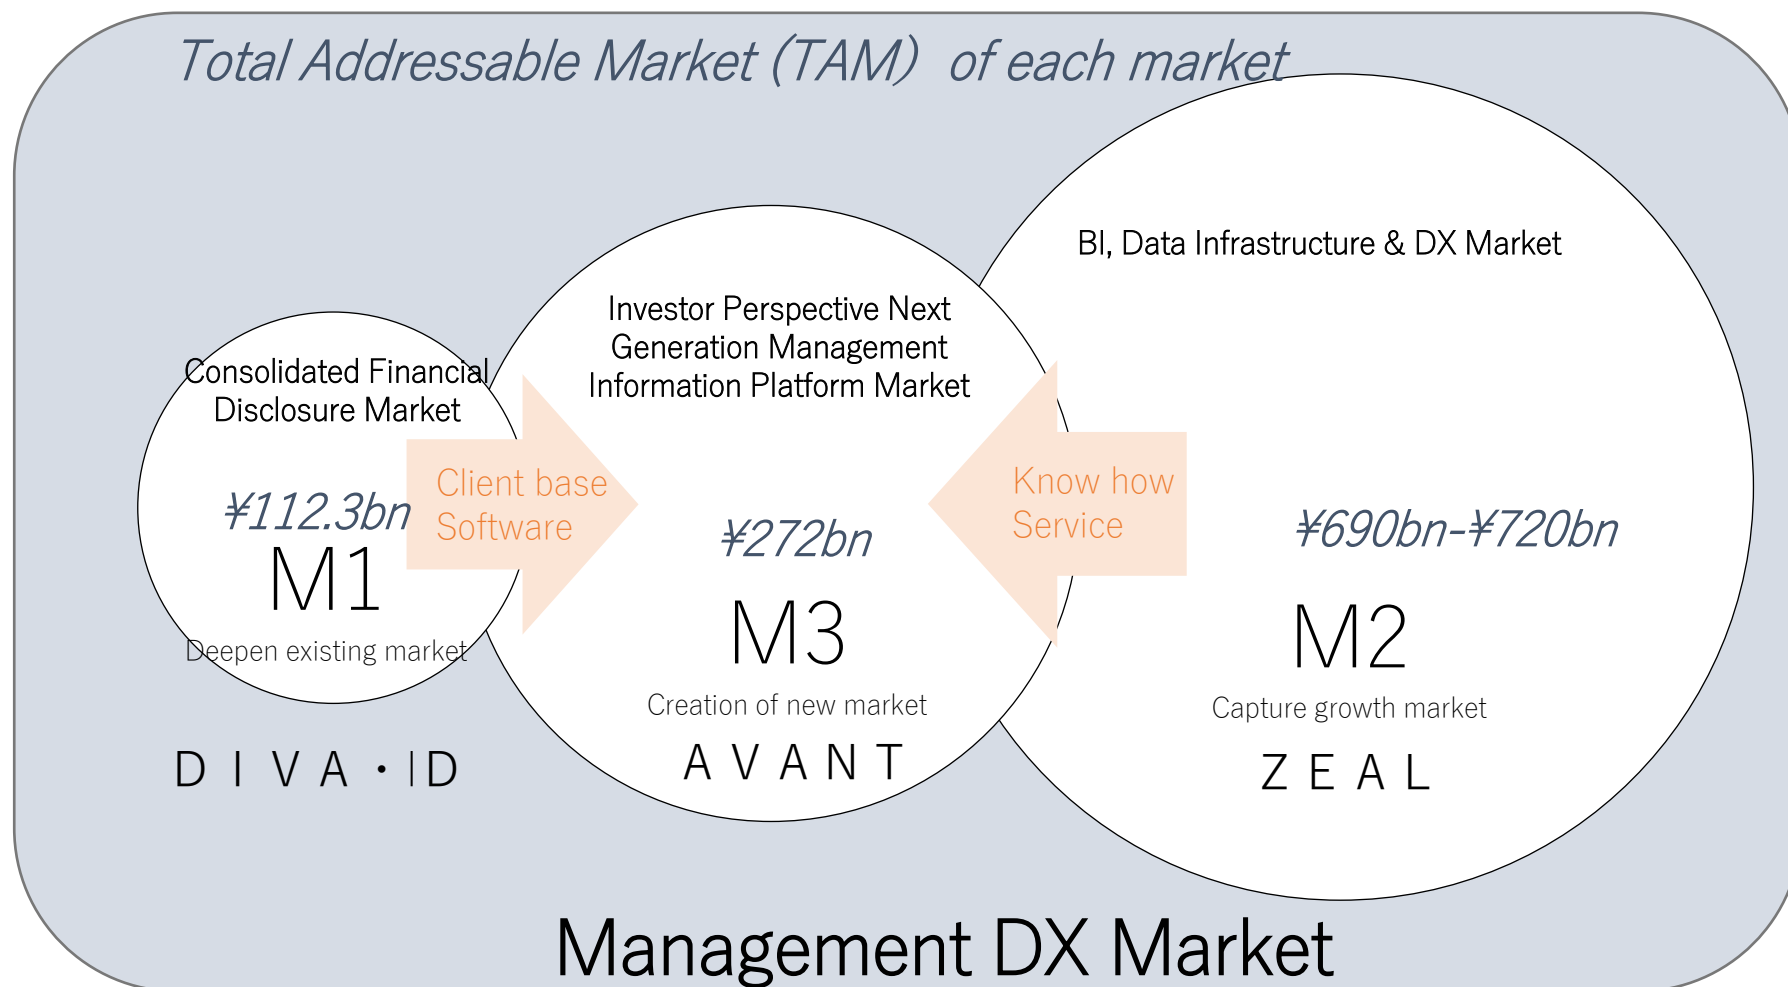 Total Addressable Market (TAM) of each market
Consolidated Financial
Disclosure Market
¥112.3bn
M1
Deepen existing market
DIVA・ID
Client base
Software
Investor Perspective Next
Generation Management
Information Platform Market
¥272bn
M3
Creation of new market
AVANT
Know how
Service
BI, Data Infrastructure & DX Market
¥690bn-¥720bn
M2
Capture growth market
ZEAL
Management DX Market